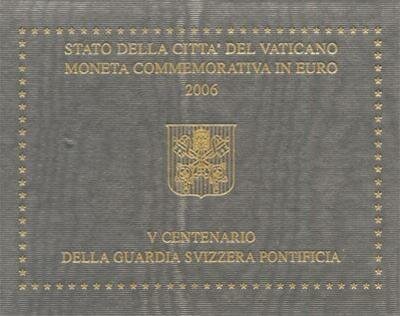 STATO DELLA CITTA' DEL VATICANO
MONETA COMMEMORATIVA IN EURO
2006
V CENTENARIO
DELLA GUARDIA SVIZZERA PONTIFICIA